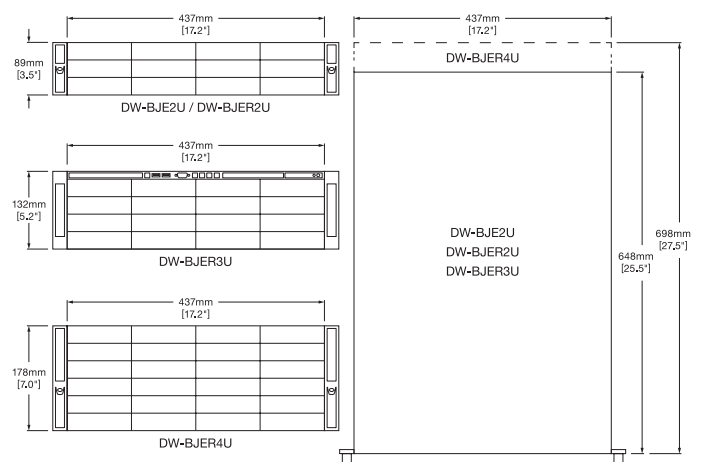 437mm
[17.2"]
89mm
[3.5"]
DW-BJE2U / DW-BJER2U
437mm
[17.2"]
132mm
[5.2"]
DW-BJER3U
437mm
[17.2"]
178mm
[7.0"]
DW-BJER4U
437mm
[17.2"]
DW-BJER4U
DW-BJE2U
DW-BJER2U
DW-BJER3U
648mm
[25.5"]
698mm
[27.5"]